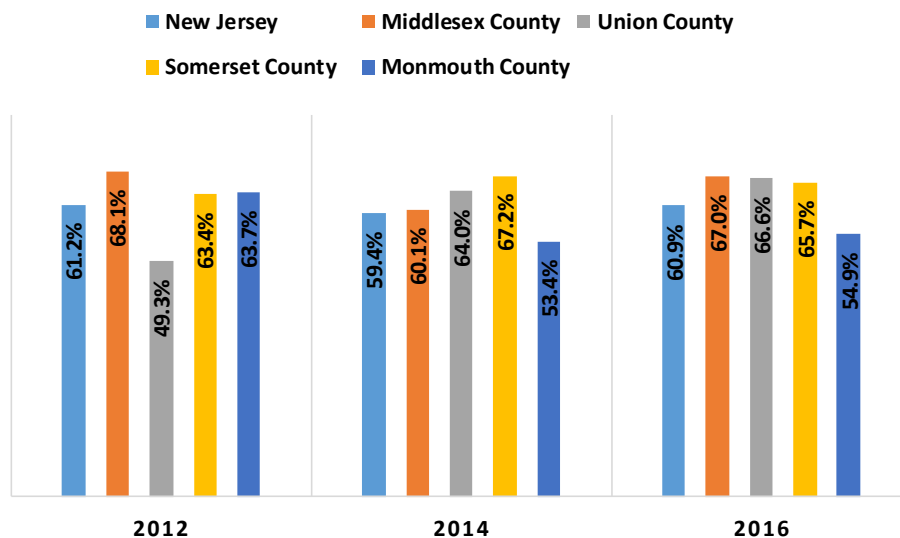 New Jersey Middlesex County Union County
Somerset County Monmouth County
61.2% 68.1% 49.3% 63.4% 63.7%
59.4% 60.1% 64.0% 67.2% 53.4%
60.9% 67.0% 66.6% 65.7% 54.9%
2012 2014 2016